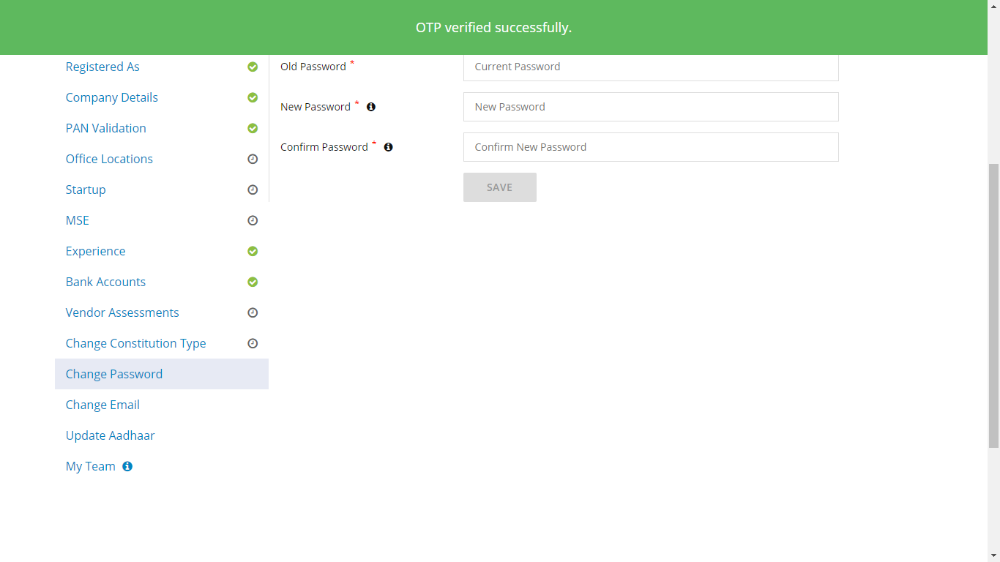 OTP verified successfully.
Registered As
Company Details
PAN Validation
Office Locations
Startup
MSE
Experience
Bank Accounts
Vendor Assessments
Change Constitution Type
Change Password
Change Email
Update Aadhaar
My Team
Old Password * Current Password
New Password * New Password
Confirm Password * Confirm New Password
SAVE